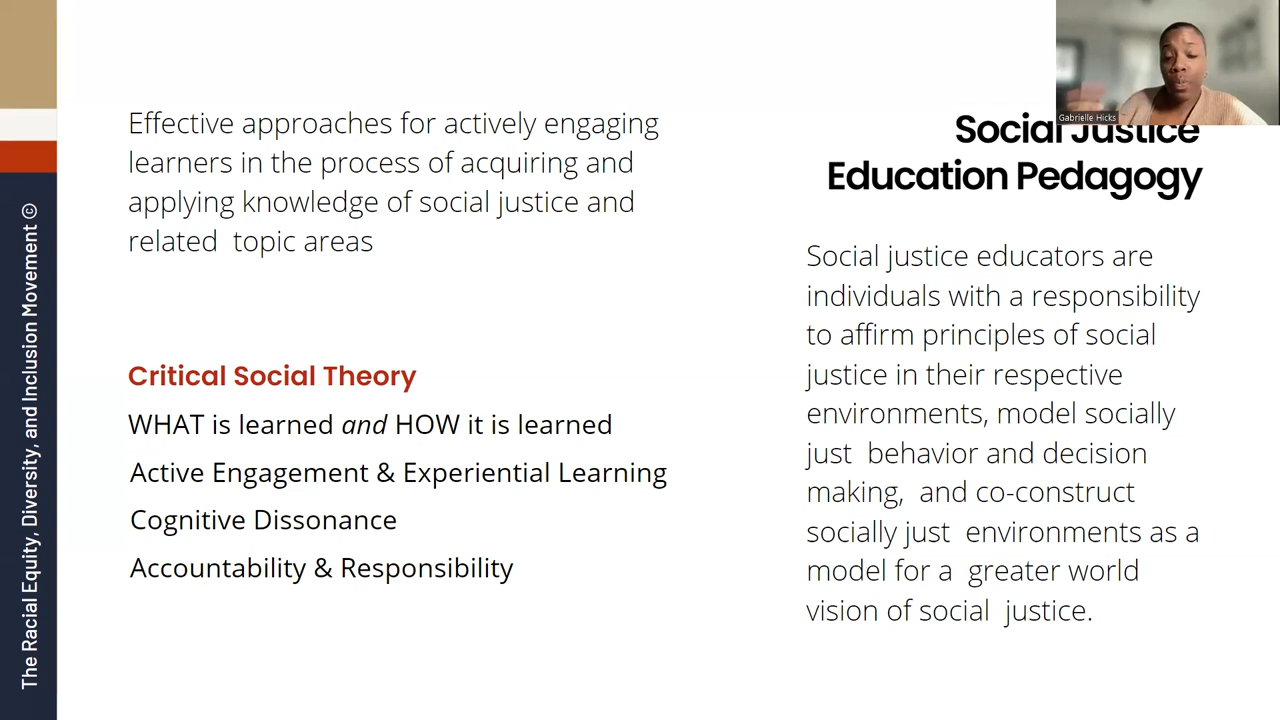 Effective approaches for actively engaging
learners in the process of acquiring and
applying knowledge of social justice and
related topic areas
Critical Social Theory
WHAT is learned and HOW it is learned
Active Engagement & Experiential Learning
Cognitive Dissonance
Accountability & Responsibility
Gabrielle Hicks
Social Justice
Education Pedagogy
Social justice educators are
individuals with a responsibility
to affirm principles of social
justice in their respective
environments, model socially
just behavior and decision
making, and co-construct
socially just environments as a
model for a greater world
vision of social justice.
The Racial Equity, Diversity, and Inclusion Movement ©